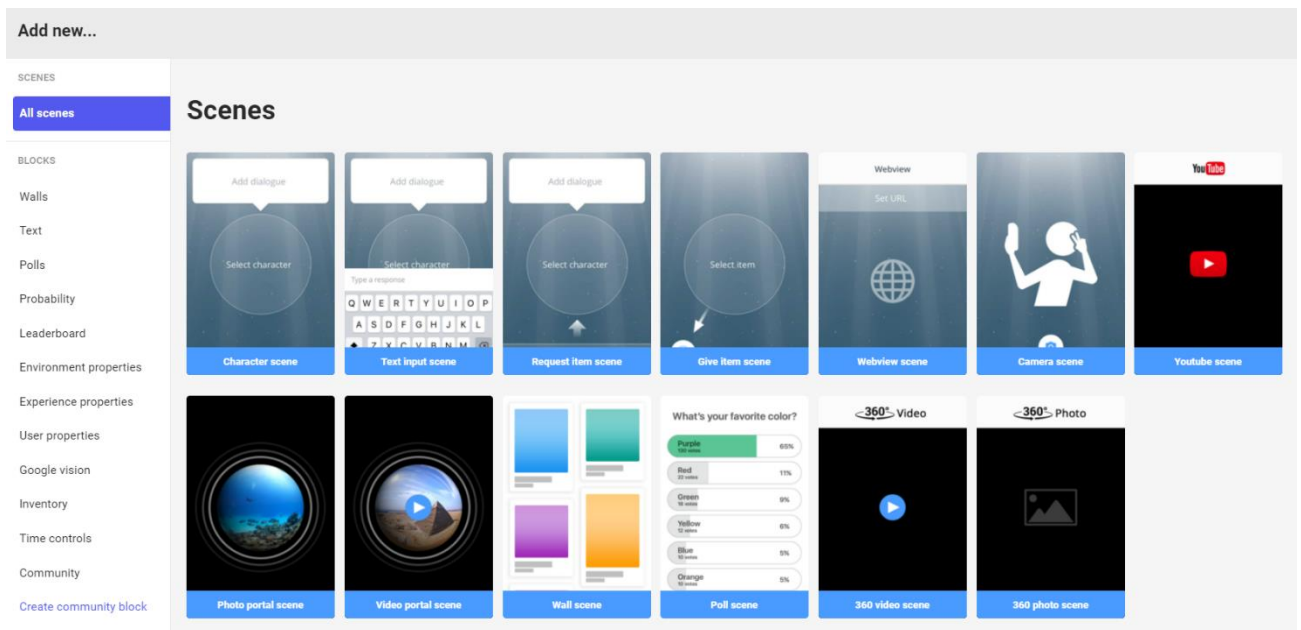 Add new...
SCENES
All scenes
BLOCKS
Walls
Text
Polls
Probability
Leaderboard
Environment properties
Experience properties
User properties
Google vision
Inventory
Time controls
Community
Create community block
Scenes
Add dialogue
Select character
Character scene
Add dialogue
Select character
Type a response
Q W E R T Y U I O P
A S D F G H J K L
Z X C V B N M
Text input scene
Add dialogue
Select character
Request item scene
Select item
Give item scene
Webview
Set URL
Webview scene
Camera scene
YouTube
Youtube scene
Photo portal scene
Video portal scene
Wall scene
What's your favorite color?
Purple 65%
Red 11%
Green 9%
Yellow 6%
Blue 5%
Orange 5%
Poll scene
360° Video
360 video scene
360° Photo
360 photo scene